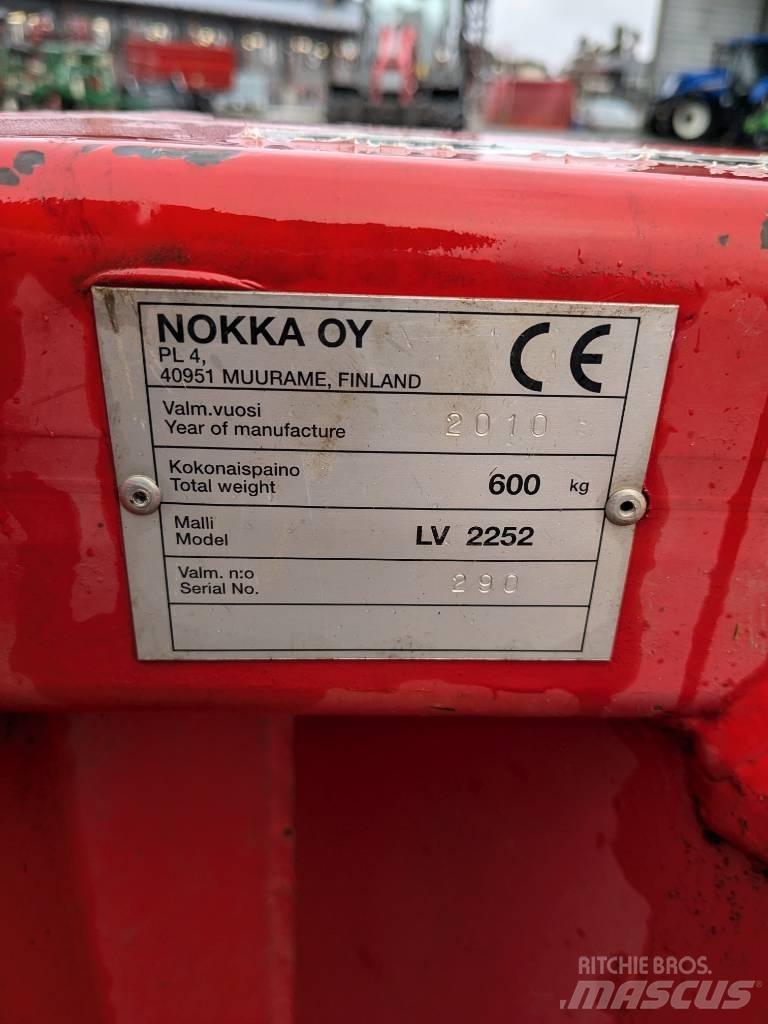 NOKKA OY
PL 4,
40951 MUURAME, FINLAND
CE
Valm.vuosi
Year of manufacture 2010
Kokonaispaino
Total weight 600 kg
Malli
Model LV 2252
Valm. n:o
Serial No. 290
RITCHIE BROS.
MASCUS